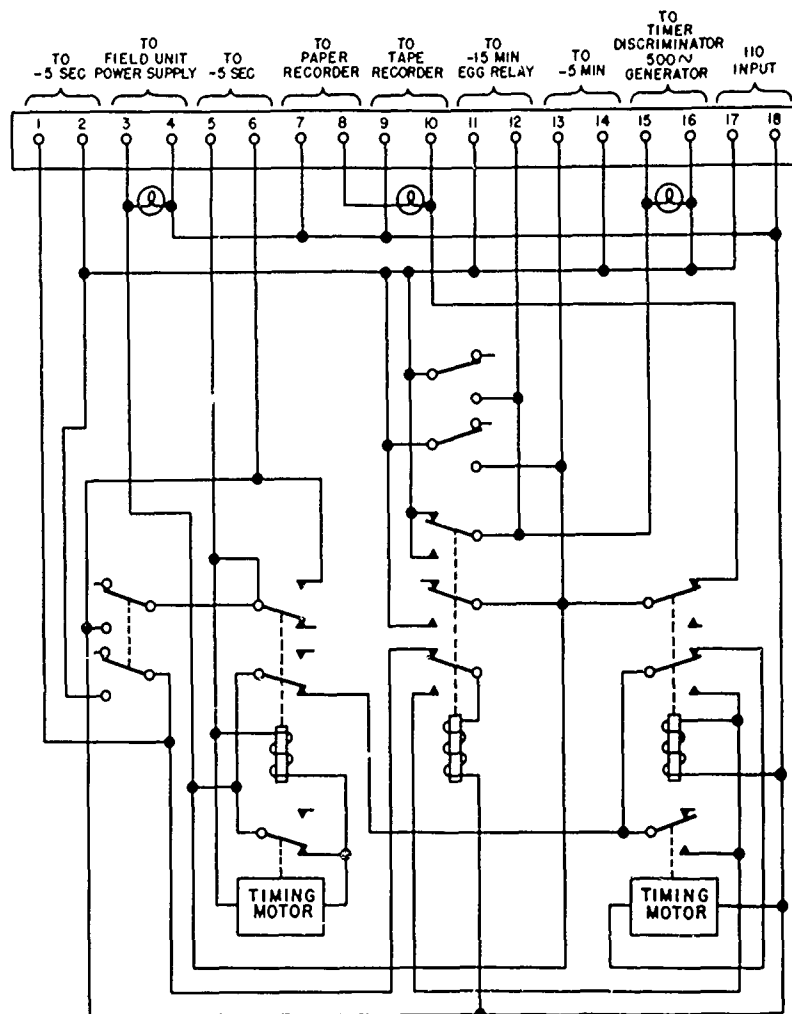 TO
-5 SEC
TO
FIELD UNIT
POWER SUPPLY
TO
-5 SEC
TO
PAPER
RECORDER
TO
TAPE
RECORDER
TO
-15 MIN
EGG RELAY
TO
-5 MIN
TO
TIMER
DISCRIMINATOR
500~
GENERATOR
110
INPUT
1 2 3 4 5 6 7 8 9 10 11 12 13 14 15 16 17 18
TIMING
MOTOR
TIMING
MOTOR